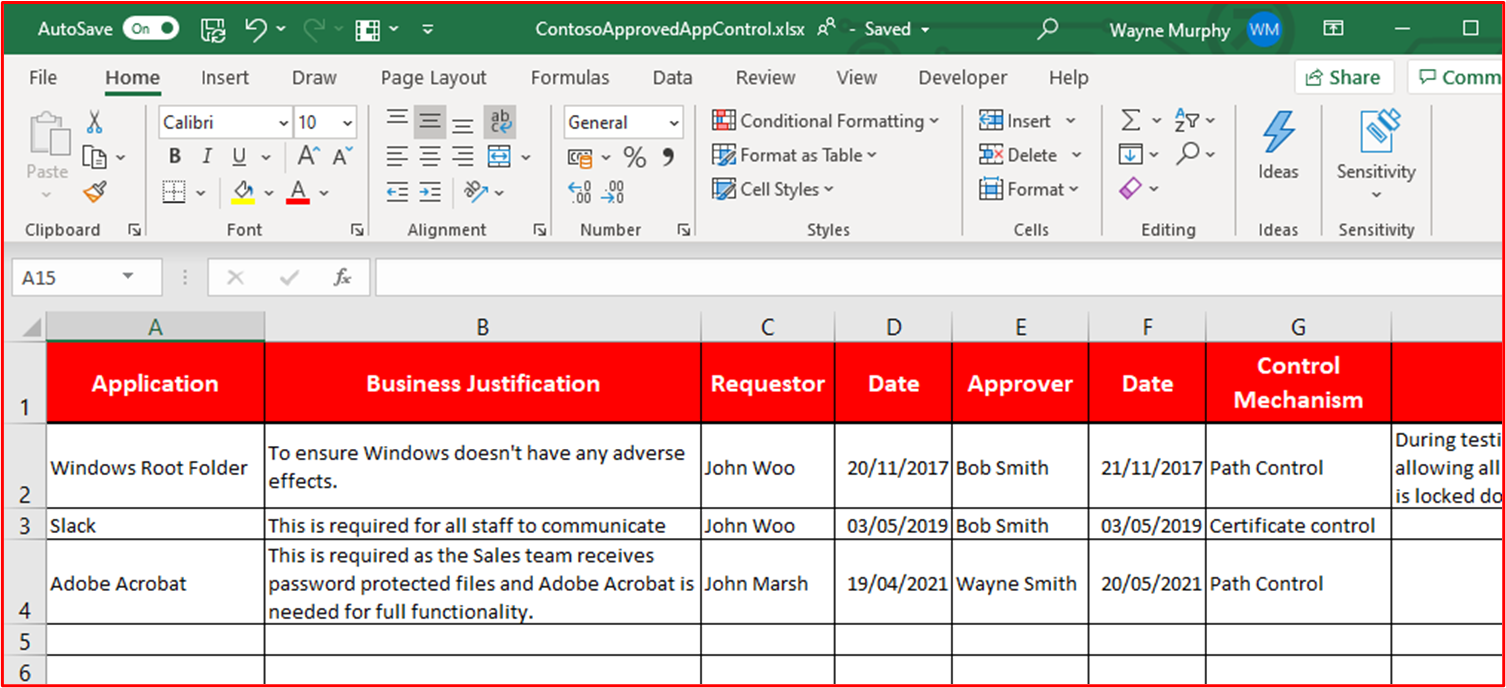 AutoSave On ContosoApprovedAppControl.xlsx - Saved Wayne Murphy WM
File Home Insert Draw Page Layout Formulas Data Review View Developer Help Share Comm
Paste
Calibri 10
B I U A A
A
ab
c
General
% 9
.00 .00
Conditional Formatting
Format as Table
Cell Styles
Insert
Delete
Format
Σ A Z
Ideas
Sensitivity
Clipboard Font Alignment Number Styles Cells Editing Ideas Sensitivity
A15 fx
A B C D E F G
1 Application Business Justification Requestor Date Approver Date Control
Mechanism
2 Windows Root Folder To ensure Windows doesn't have any adverse
effects. John Woo 20/11/2017 Bob Smith 21/11/2017 Path Control During testi
allowing all
is locked do
3 Slack This is required for all staff to communicate John Woo 03/05/2019 Bob Smith 03/05/2019 Certificate control
4 Adobe Acrobat This is required as the Sales team receives
password protected files and Adobe Acrobat is
needed for full functionality. John Marsh 19/04/2021 Wayne Smith 20/05/2021 Path Control
5
6